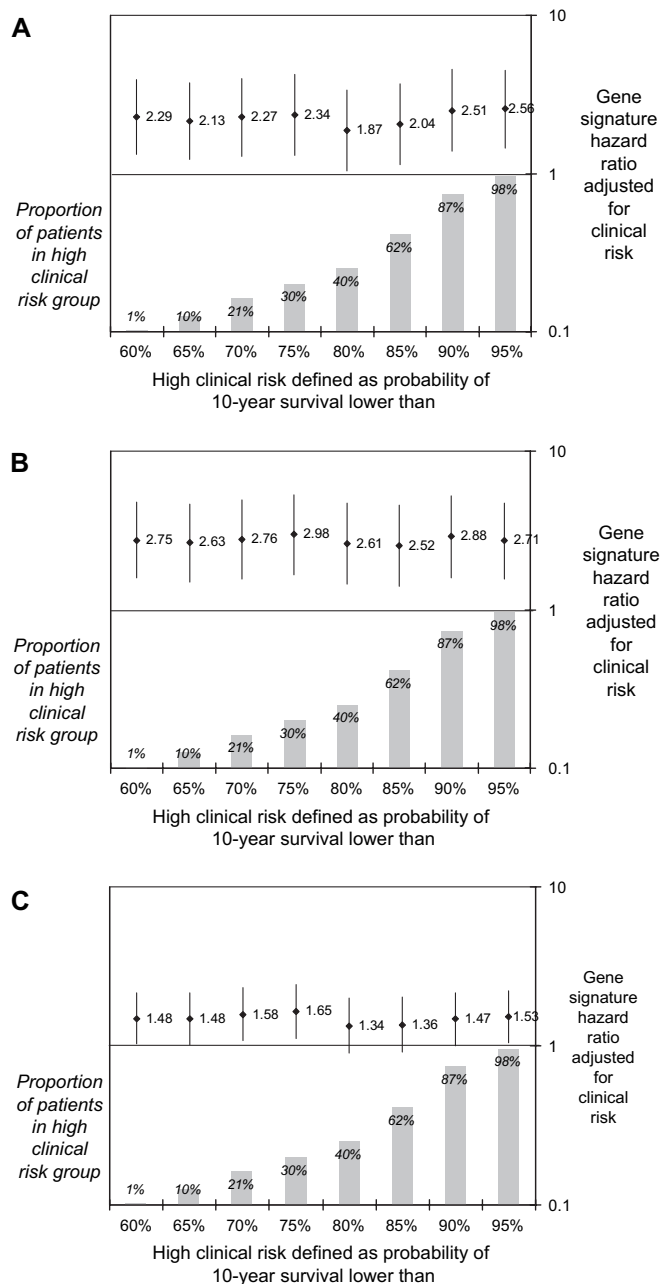 A
10
2.29
2.13
2.27
2.34
1.87
2.04
2.51
2.56
Gene
signature
hazard
ratio
adjusted
for
clinical
risk
1
Proportion
of patients
in high
clinical
risk group
1%
10%
21%
30%
40%
62%
87%
98%
0.1
60% 65% 70% 75% 80% 85% 90% 95%
High clinical risk defined as probability of
10-year survival lower than
B
10
2.75
2.63
2.76
2.98
2.61
2.52
2.88
2.71
Gene
signature
hazard
ratio
adjusted
for
clinical
risk
1
Proportion
of patients
in high
clinical
risk group
1%
10%
21%
30%
40%
62%
87%
98%
0.1
60% 65% 70% 75% 80% 85% 90% 95%
High clinical risk defined as probability of
10-year survival lower than
C
10
1.48
1.48
1.58
1.65
1.34
1.36
1.47
1.53
Gene
signature
hazard
ratio
adjusted
for
clinical
risk
1
Proportion
of patients
in high
clinical
risk group
1%
10%
21%
30%
40%
62%
87%
98%
0.1
60% 65% 70% 75% 80% 85% 90% 95%
High clinical risk defined as probability of
10-year survival lower than